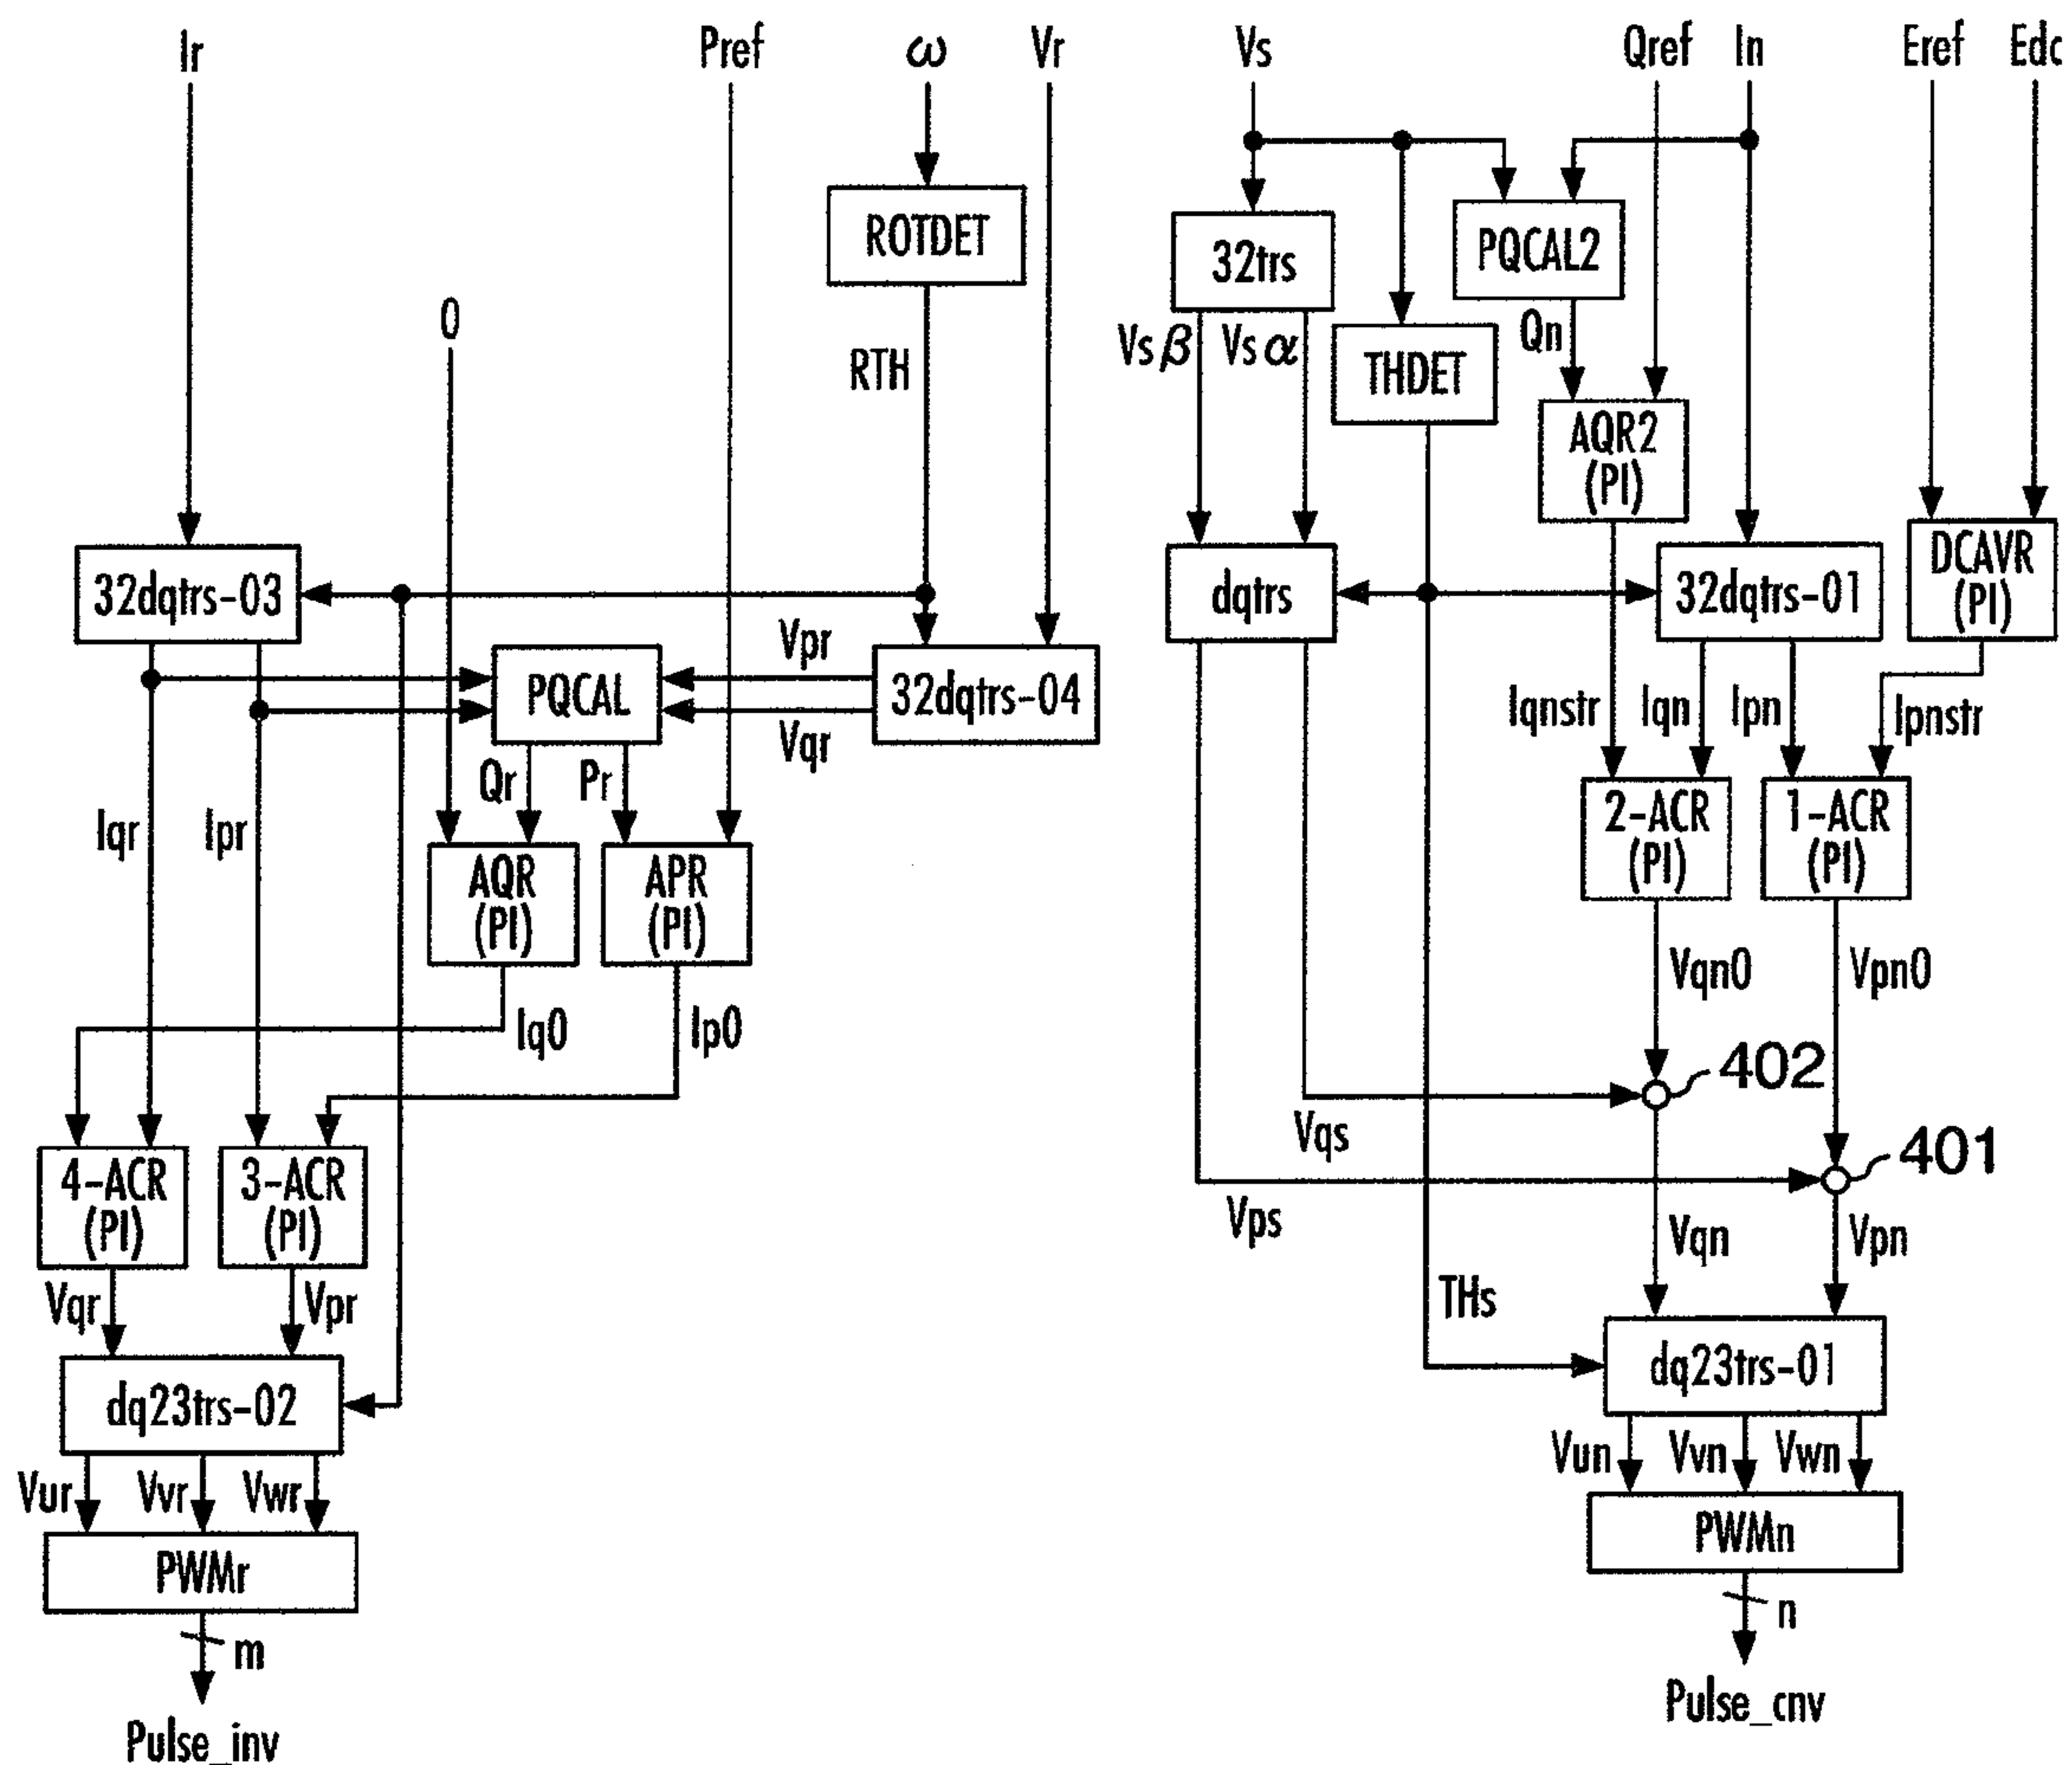 Ir
Pref
ω
Vr
Vs
Qref
In
Eref
Edc
ROTDET
32trs
PQCAL2
0
RTH
Vsβ
Vsα
THDET
Qn
AQR2
(PI)
32dqtrs-03
dqtrs
32dqtrs-01
DCAVR
(PI)
PQCAL
Vpr
Vqr
32dqtrs-04
Iqnstr
Iqn
Ipn
Ipnstr
Qr
Pr
Iqr
Ipr
AQR
(PI)
APR
(PI)
2-ACR
(PI)
1-ACR
(PI)
Vqn0
Vpn0
Iq0
Ip0
402
Vqs
401
Vps
4-ACR
(PI)
3-ACR
(PI)
Vqn
Vpn
Vqr
Vpr
THs
dq23trs-02
dq23trs-01
Vur
Vvr
Vwr
Vun
Vvn
Vwn
PWMr
PWMn
m
n
Pulse_inv
Pulse_cnv